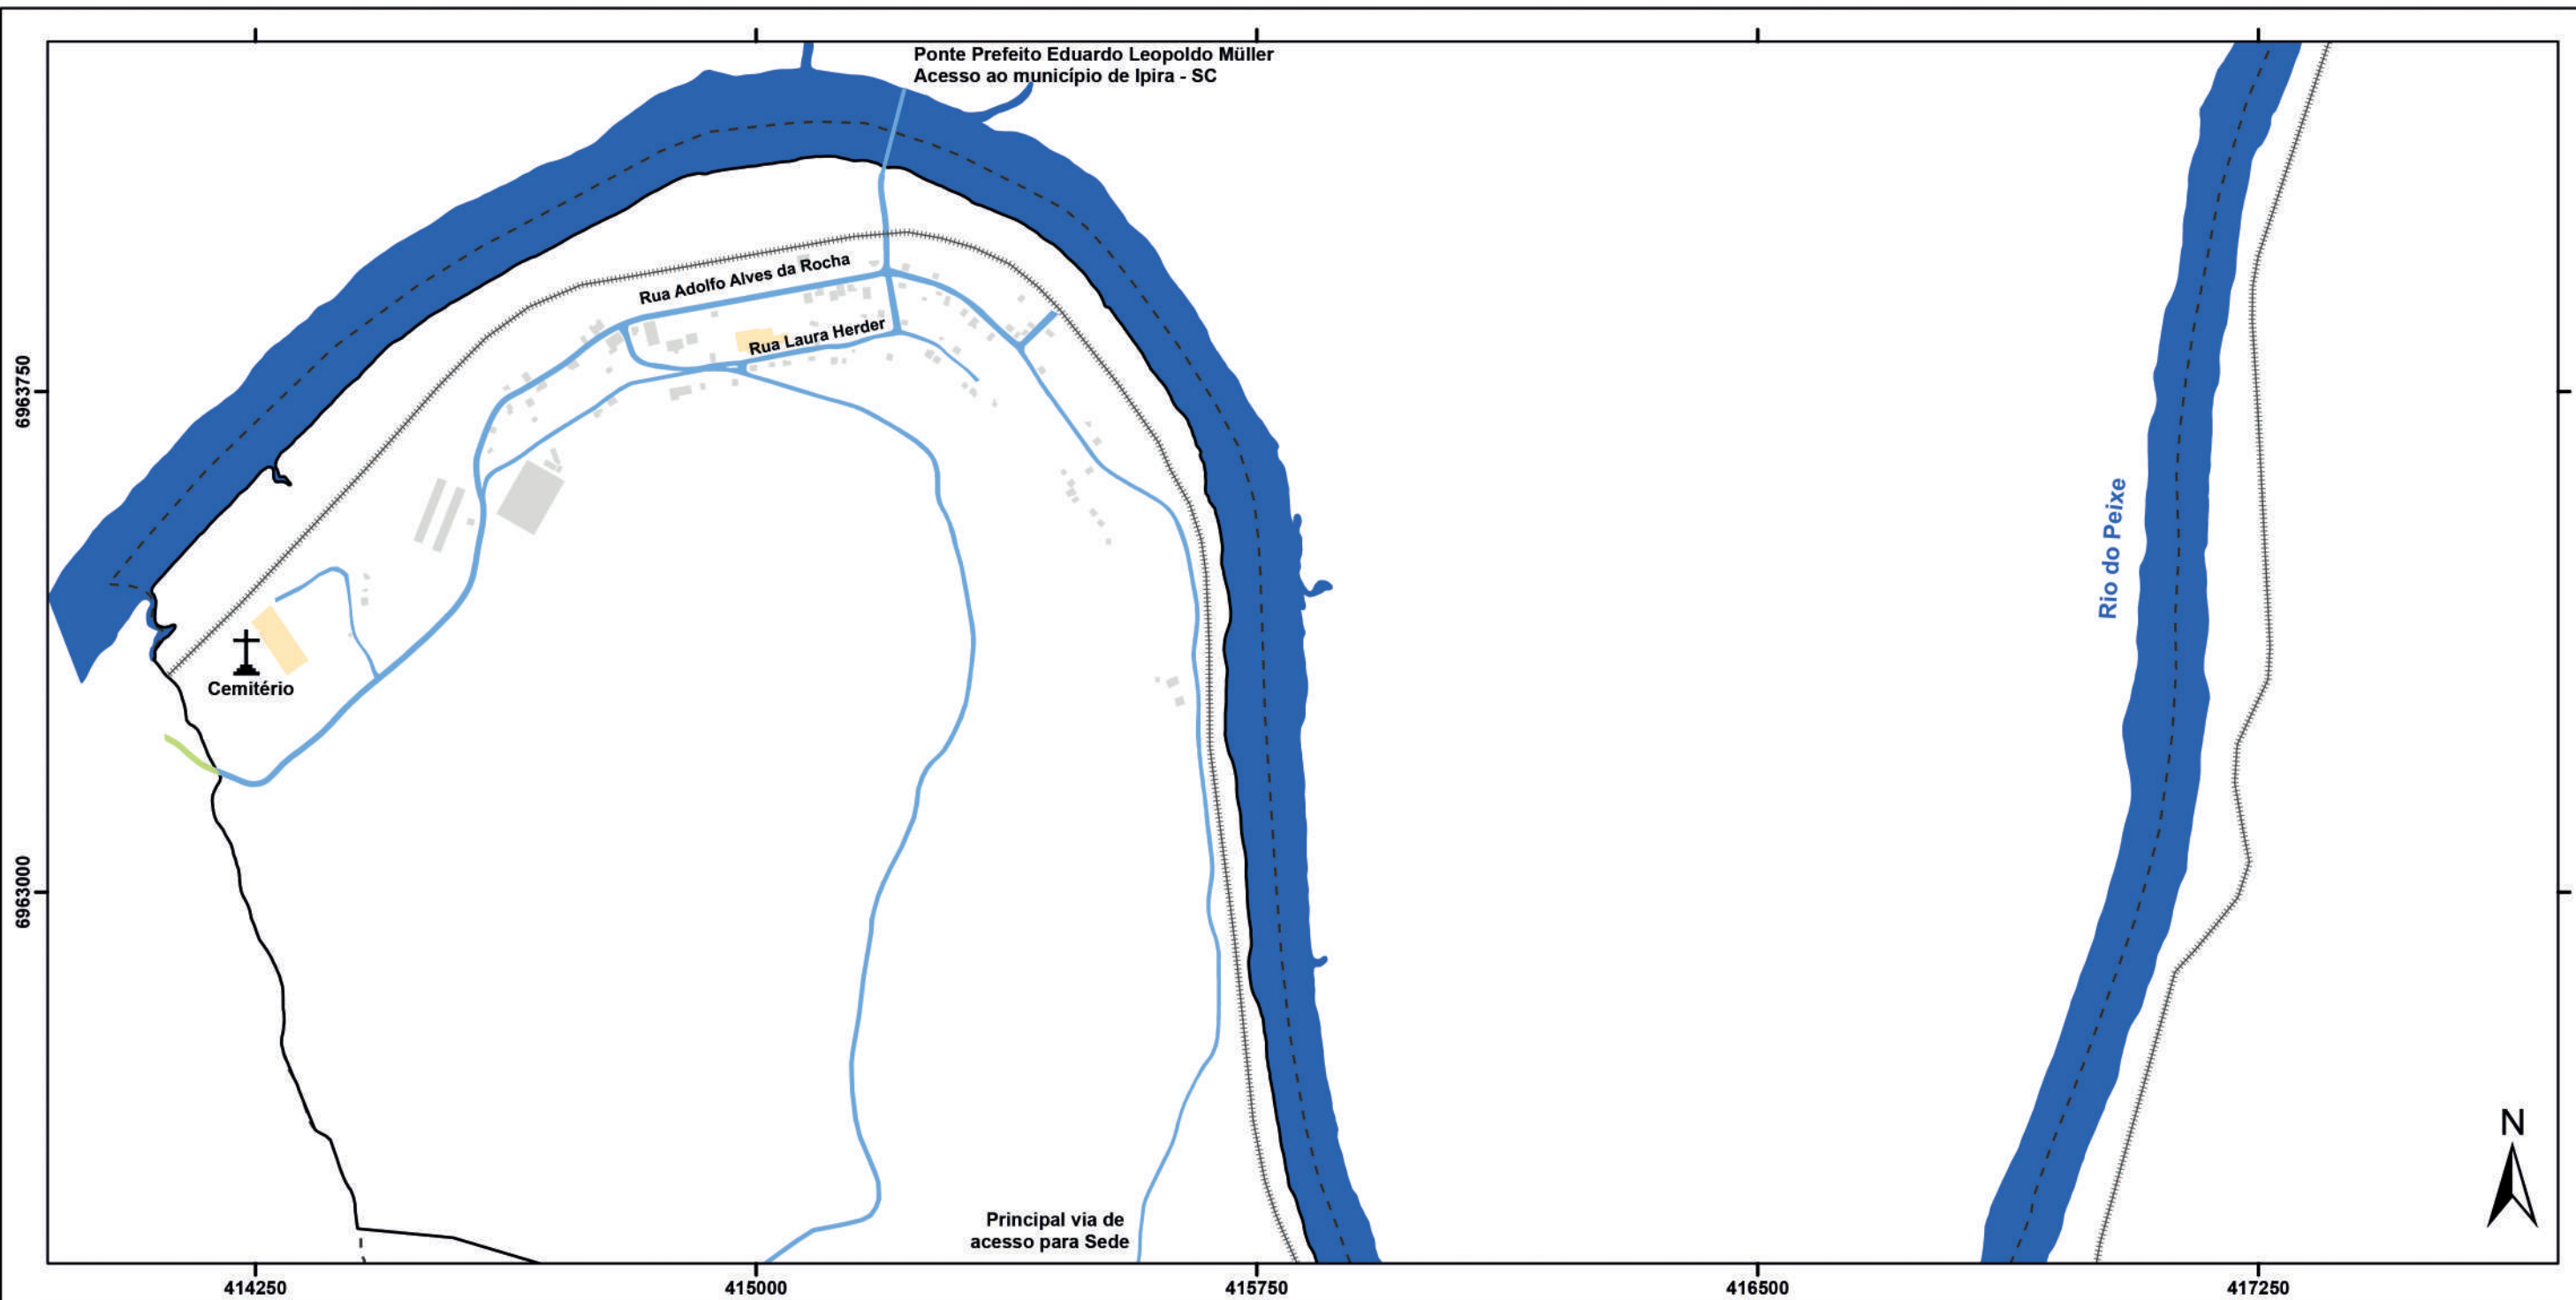 Ponte Prefeito Eduardo Leopoldo Müller
Acesso ao município de Ipira - SC
Rua Adolfo Alves da Rocha
Rua Laura Herder
6963750
Rio do Peixe
Cemitério
6963000
N
Principal via de
acesso para Sede
414250
415000
415750
416500
417250